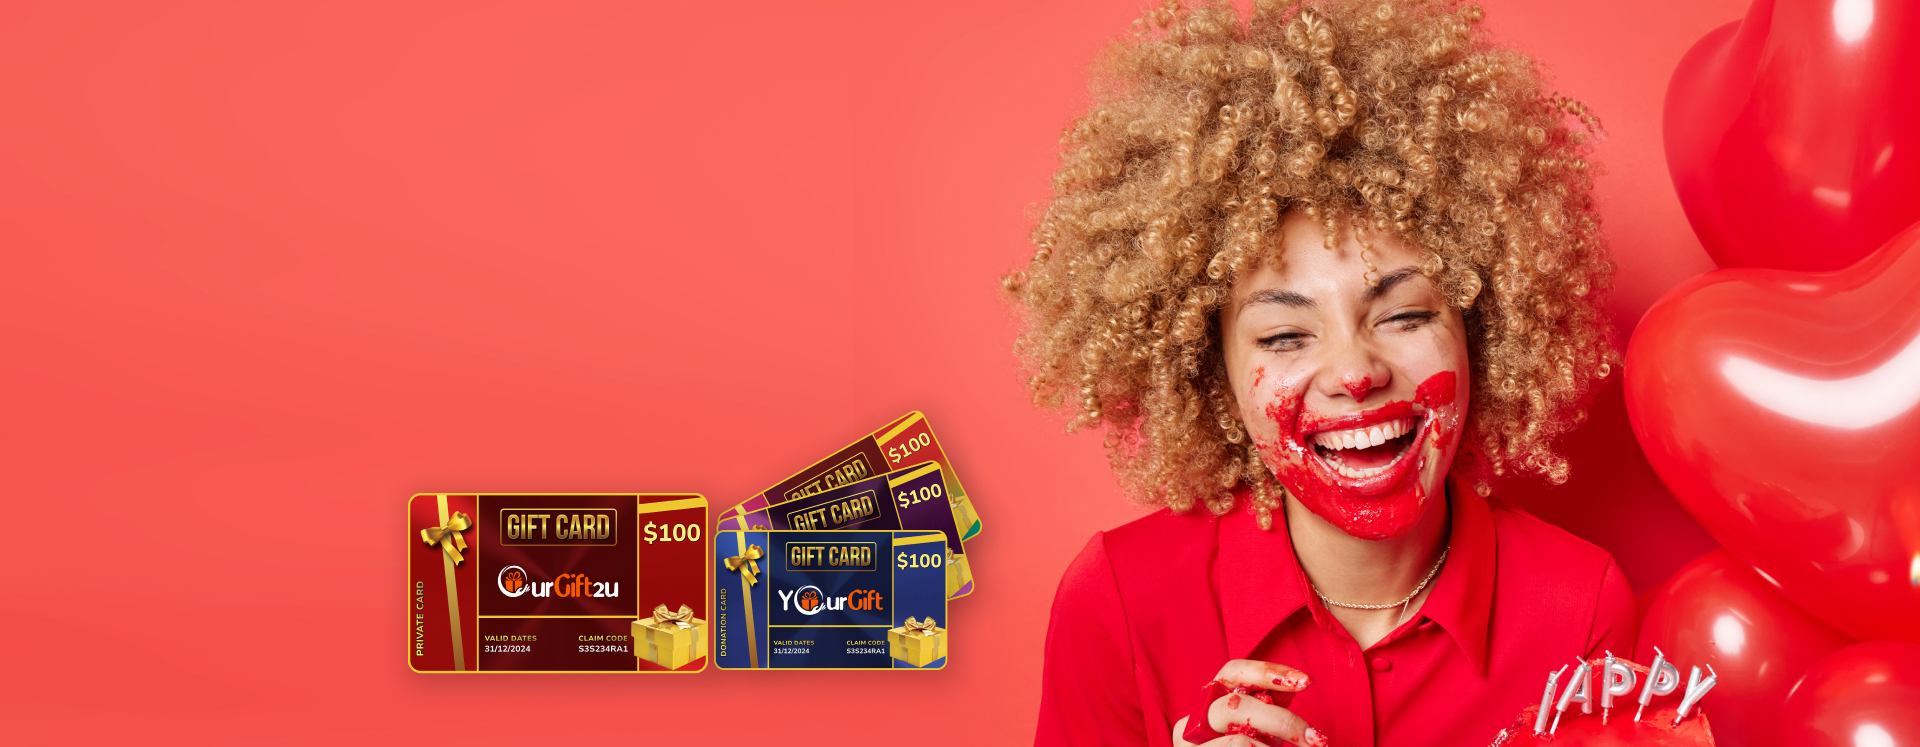 GIFT CARD
$100
OurGift2u
PRIVATE CARD
VALID DATES
31/12/2024
CLAIM CODE
S3S234RA1
GIFT CARD
$100
GIFT CARD
$100
GIFT CARD
$100
YOurGift
DONATION CARD
VALID DATES
31/12/2024
CLAIM CODE
S3S234RA1
APPY